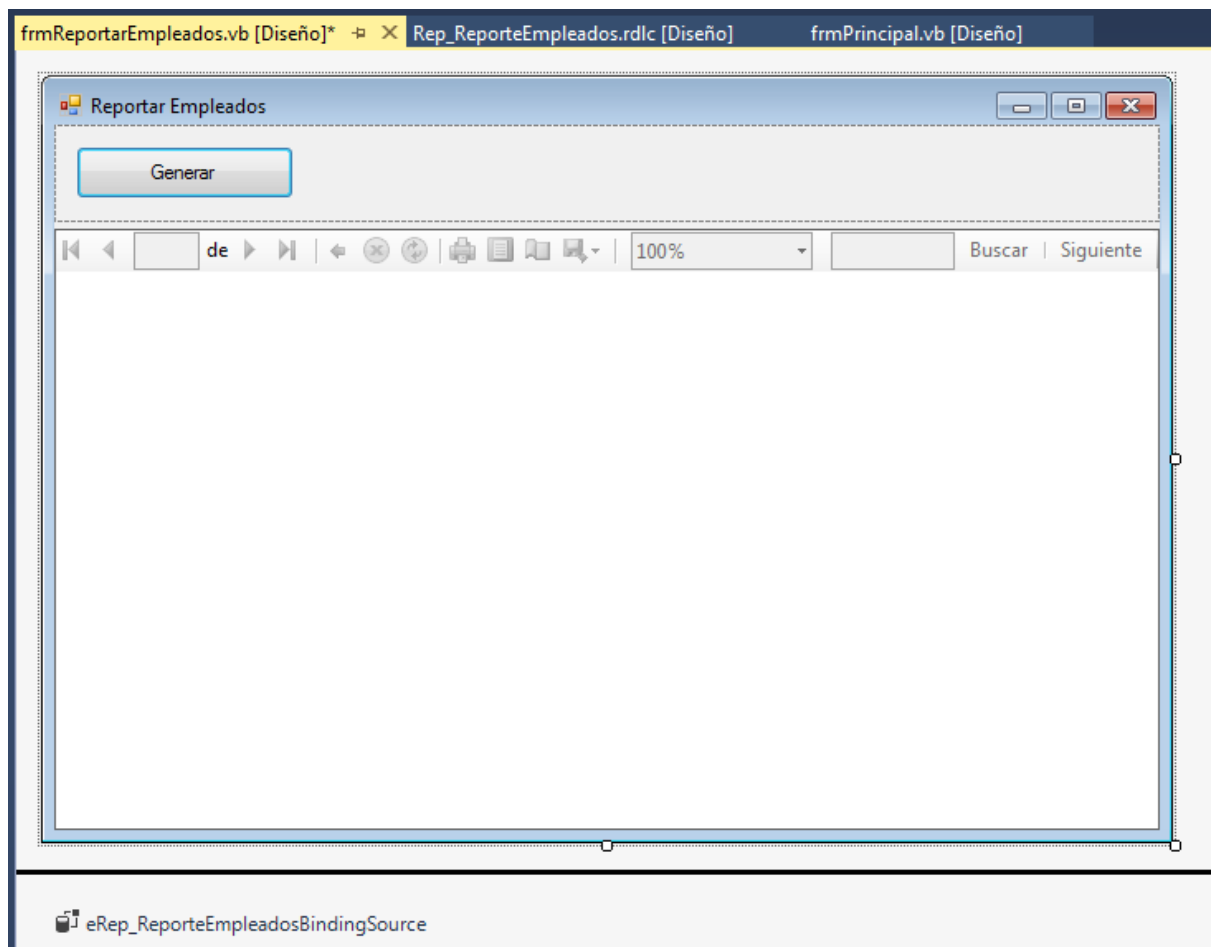 frmReportarEmpleados.vb [Diseño]* Rep_ReporteEmpleados.rdlc [Diseño] frmPrincipal.vb [Diseño]
Reportar Empleados
Generar
de 100% Buscar | Siguiente
eRep_ReporteEmpleadosBindingSource